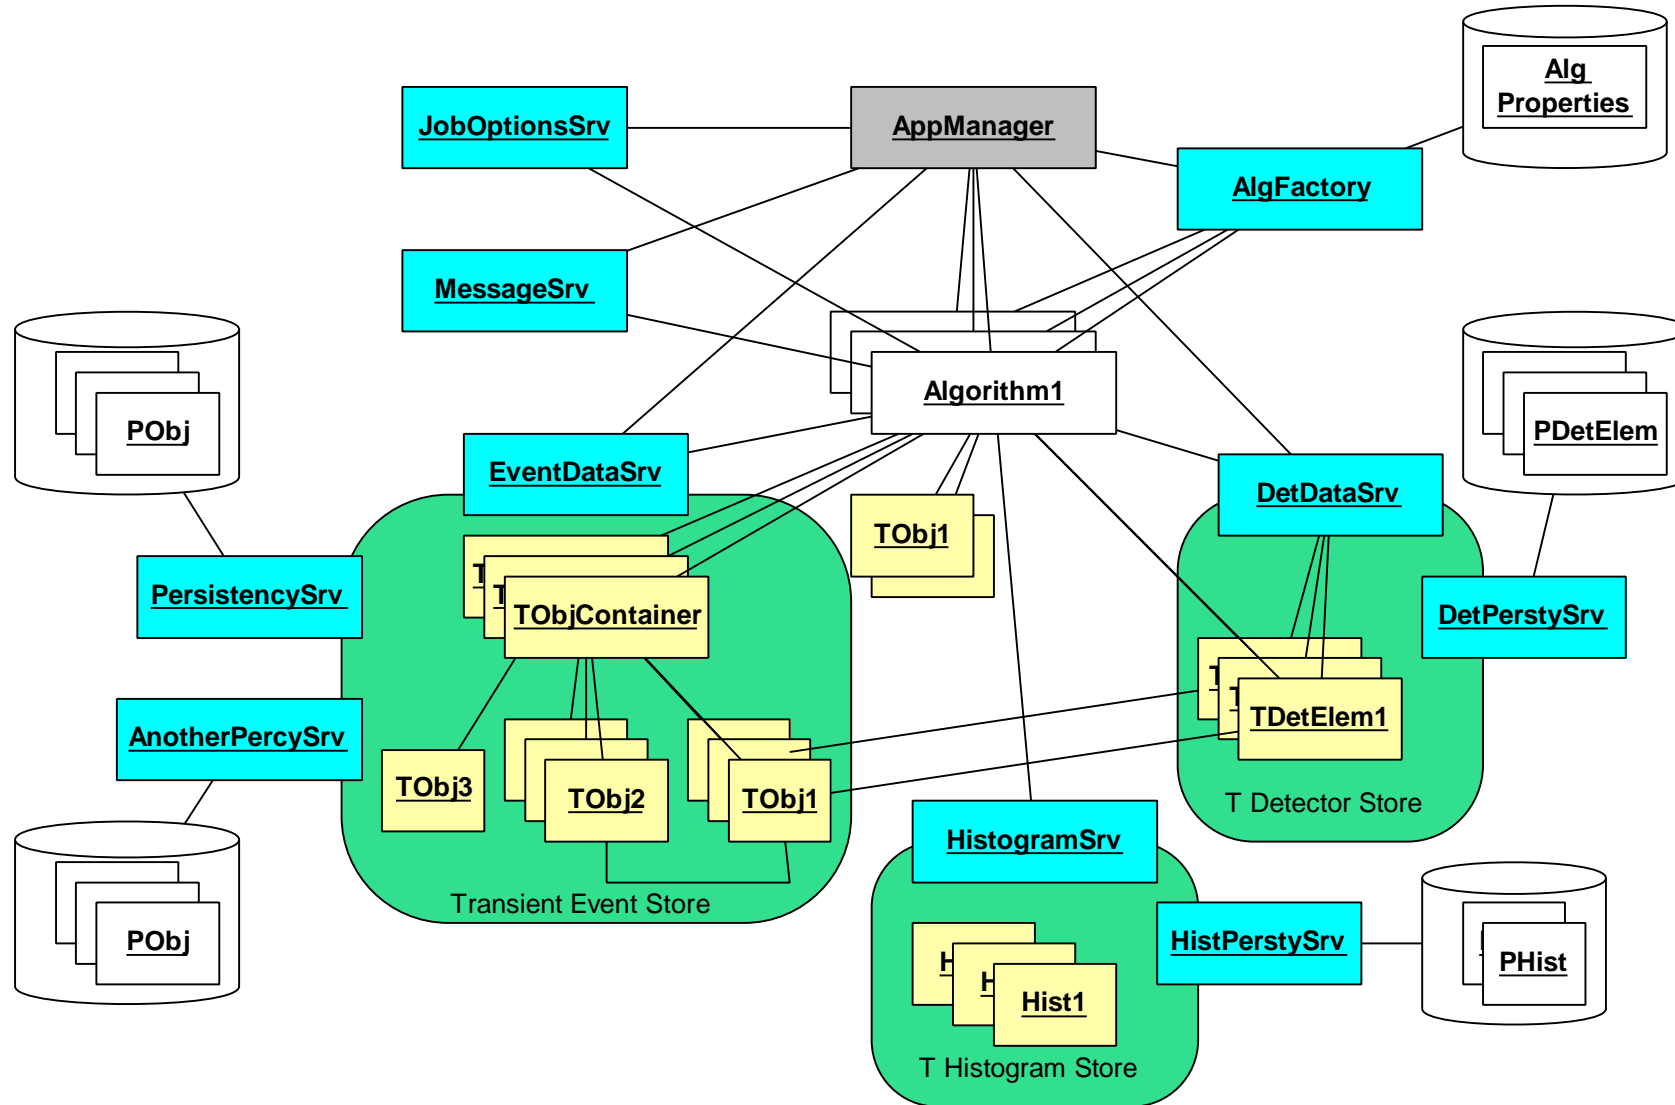 Alg
Properties
JobOptionsSrv
AppManager
AlgFactory
MessageSrv
Algorithm1
PObj
PDetElem
EventDataSrv
DetDataSrv
TObj1
PersistencySrv
T
T
TObjContainer
DetPerstySrv
T
T
TDetElem1
AnotherPercySrv
TObj3
TObj2
TObj1
T Detector Store
HistogramSrv
Transient Event Store
PObj
HistPerstySrv
PHist
H
H
Hist1
T Histogram Store